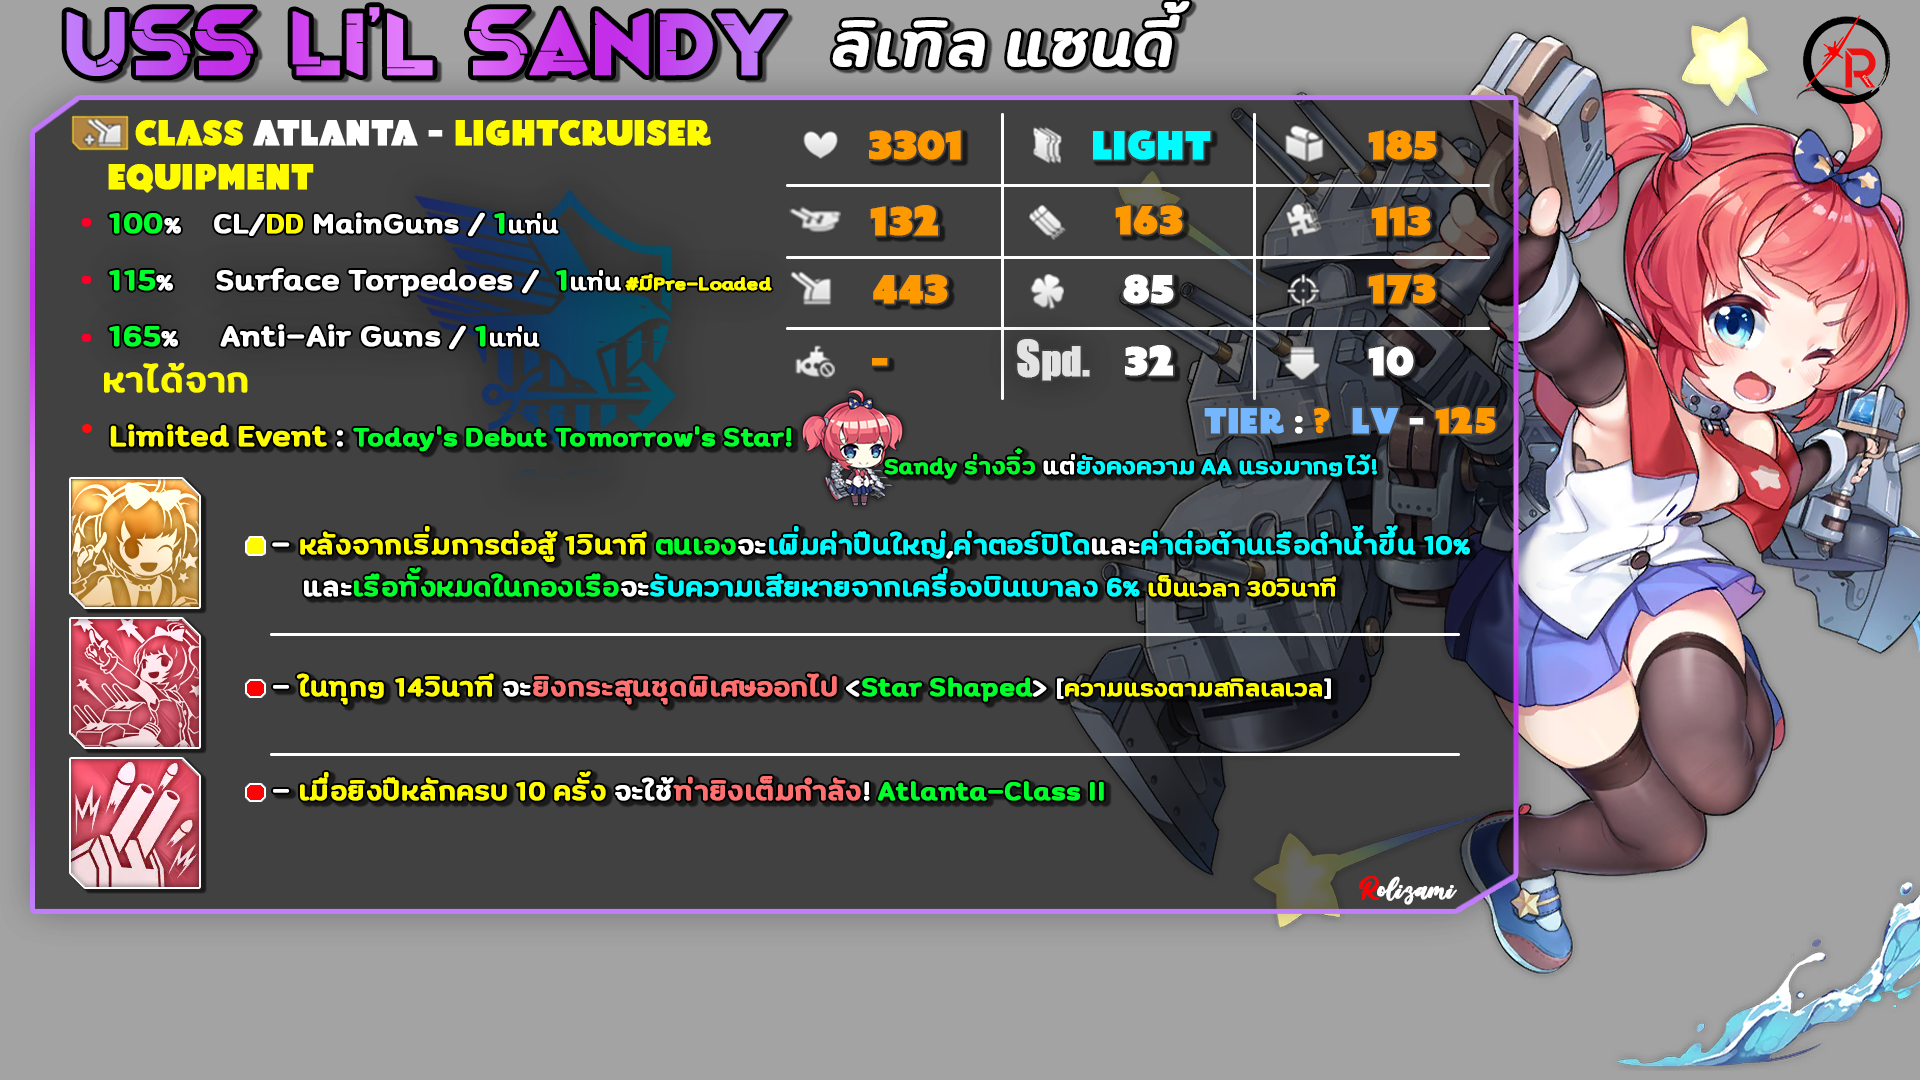 USS LI'L SANDY ลิเทิล แซนดี้
R
CLASS ATLANTA - LIGHTCRUISER
EQUIPMENT
100% CL/DD MainGuns / 1แท่น
115% Surface Torpedoes / 1แท่น #มีPre-Loaded
165% Anti-Air Guns / 1แท่น
หาได้จาก
Limited Event : Today's Debut Tomorrow's Star!
3301 LIGHT 185
132 163 113
443 85 173
- Spd. 32 10
TIER : ? LV - 125
Sandy ร่างจิ๋ว แต่ยังคงความ AA แรงมากๆไว้!
- หลังจากเริ่มการต่อสู้ 1วินาที ตนเองจะเพิ่มค่าปืนใหญ่,ค่าตอร์ปิโดและค่าต่อต้านเรือดำน้ำขึ้น 10%
และเรือทั้งหมดในกองเรือจะรับความเสียหายจากเครื่องบินเบาลง 6% เป็นเวลา 30วินาที
- ในทุกๆ 14วินาที จะยิงกระสุนชุดพิเศษออกไป <Star Shaped> [ความแรงตามสกิลเลเวล]
- เมื่อยิงปืหลักครบ 10 ครั้ง จะใช้ท่ายิงเต็มกำลัง! Atlanta-Class II
Rolizami